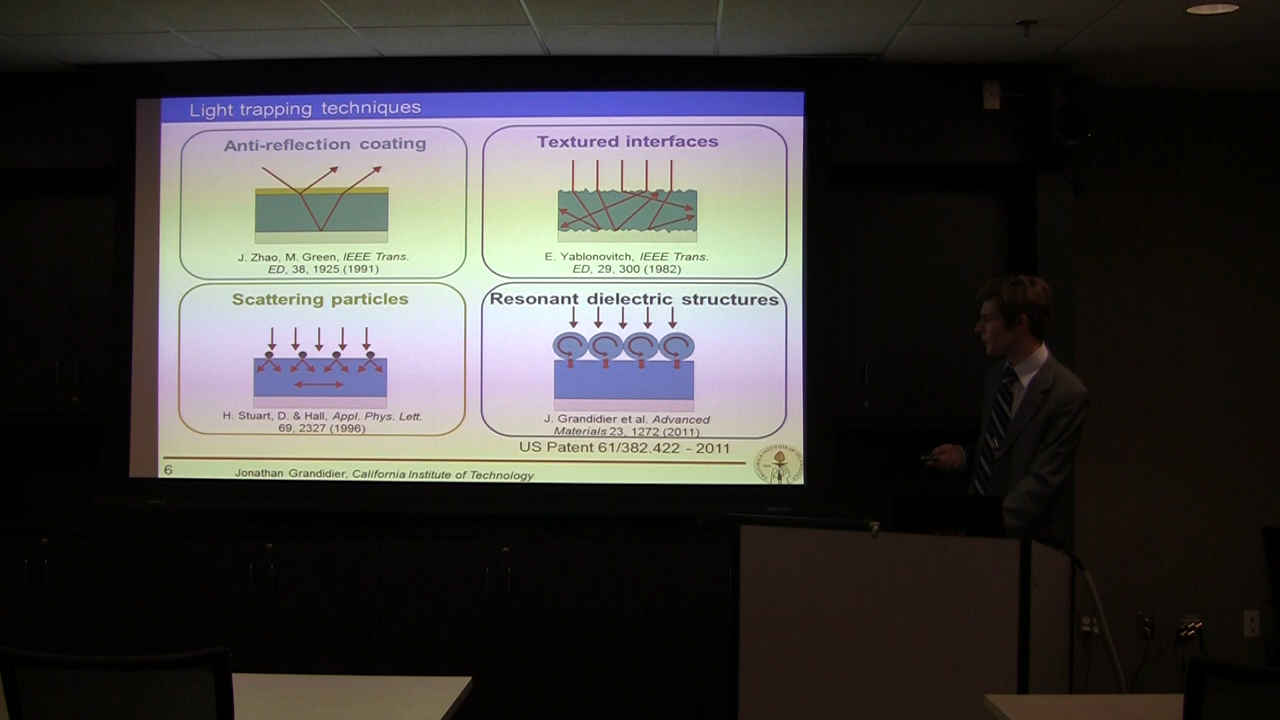 Light trapping techniques
Anti-reflection coating
J. Zhao, M. Green, IEEE Trans.
ED, 38, 1925 (1991)
Textured interfaces
E. Yablonovitch, IEEE Trans.
ED, 29, 300 (1982)
Scattering particles
H. Stuart, D. & Hall, Appl. Phys. Lett.
69, 2327 (1996)
Resonant dielectric structures
J. Grandidier et al. Advanced
Materials 23, 1272 (2011)
US Patent 61/382.422 - 2011
6
Jonathan Grandidier, California Institute of Technology